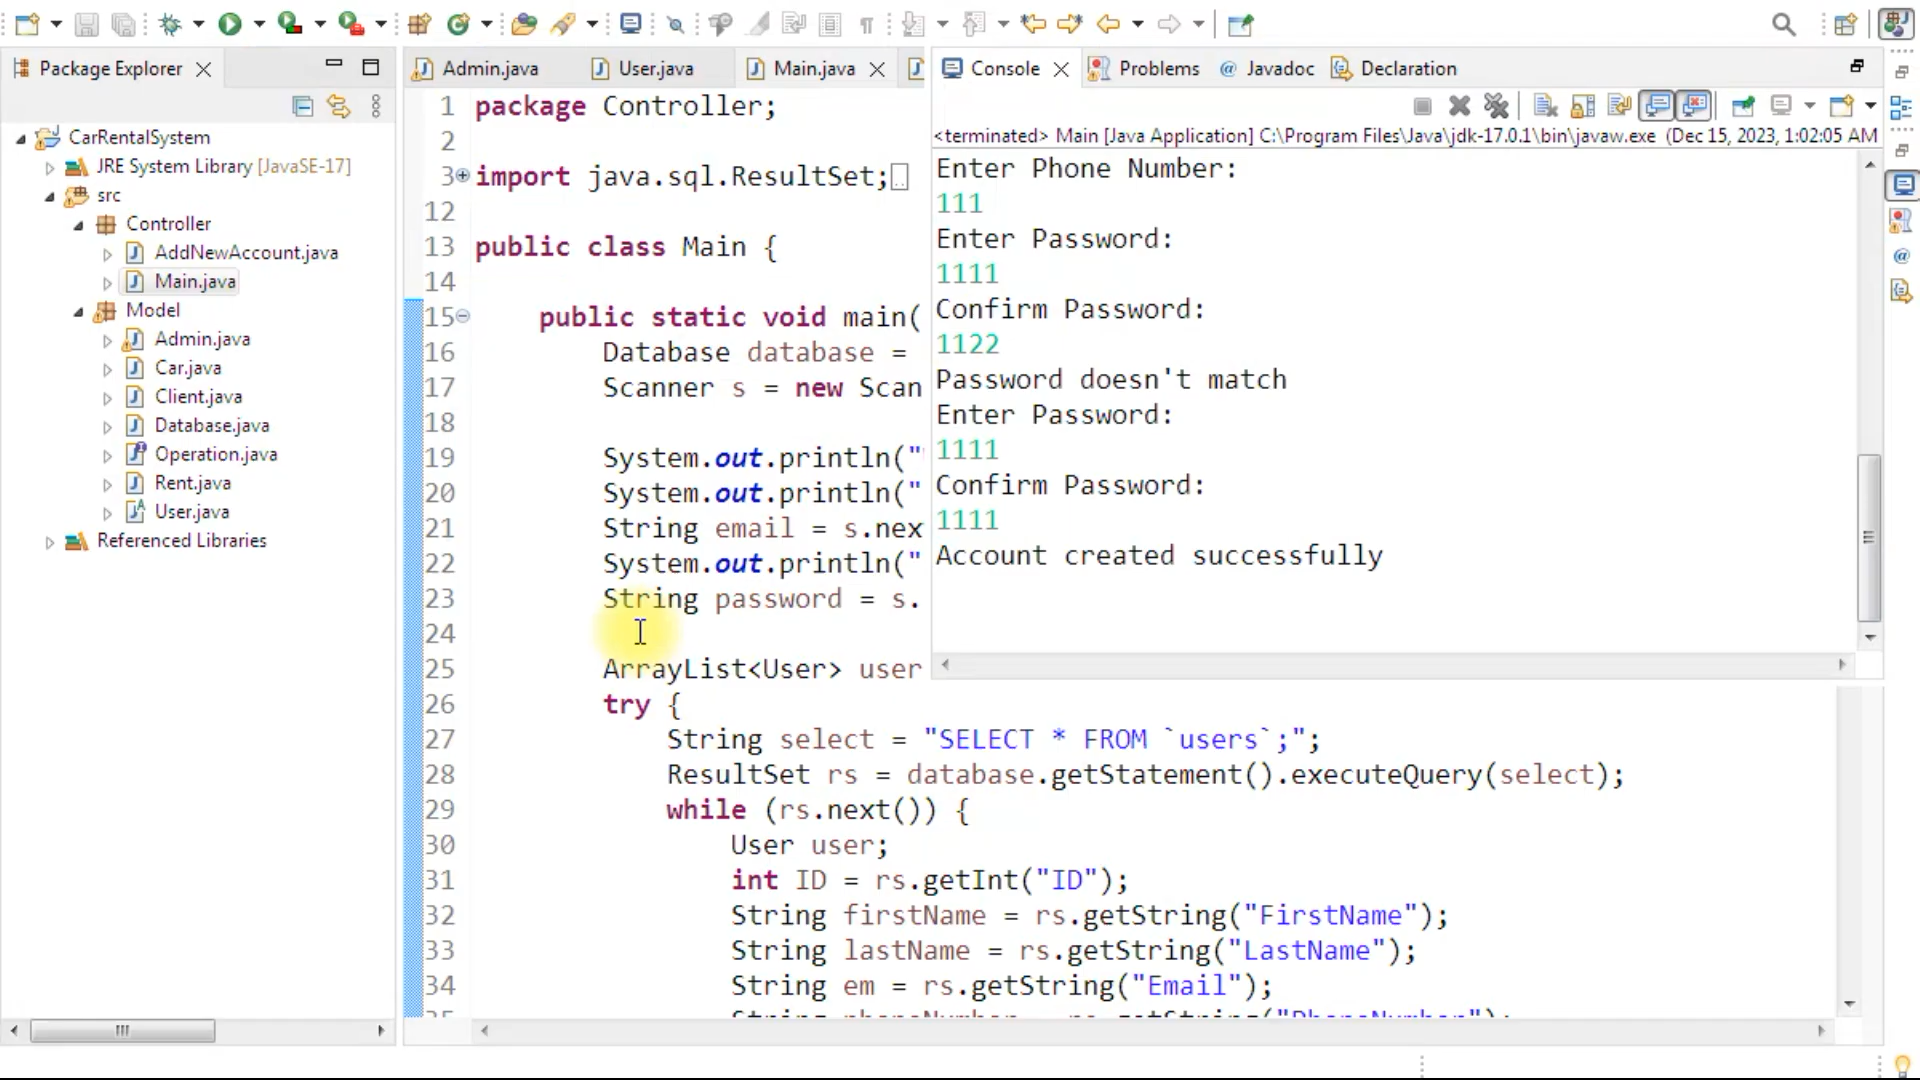 Package Explorer
Admin.java
User.java
Main.java
Console
Problems
@ Javadoc
Declaration
<terminated> Main [Java Application] C:\Program Files\Java\jdk-17.0.1\bin\javaw.exe (Dec 15, 2023, 1:02:05 AM
CarRentalSystem
JRE System Library [JavaSE-17]
src
Controller
AddNewAccount.java
Main.java
Model
Admin.java
Car.java
Client.java
Database.java
Operation.java
Rent.java
User.java
Referenced Libraries
1 package Controller;
2
3 import java.sql.ResultSet;
12
13 public class Main {
14
15 public static void main(
16 Database database =
17 Scanner s = new Scan
18
19 System.out.println("
20 System.out.println("
21 String email = s.nex
22 System.out.println("
23 String password = s.
24
25 ArrayList<User> user
26 try {
27 String select = "SELECT * FROM `users`;";
28 ResultSet rs = database.getStatement().executeQuery(select);
29 while (rs.next()) {
30 User user;
31 int ID = rs.getInt("ID");
32 String firstName = rs.getString("FirstName");
33 String lastName = rs.getString("LastName");
34 String em = rs.getString("Email");
Enter Phone Number:
111
Enter Password:
1111
Confirm Password:
1122
Password doesn't match
Enter Password:
1111
Confirm Password:
1111
Account created successfully